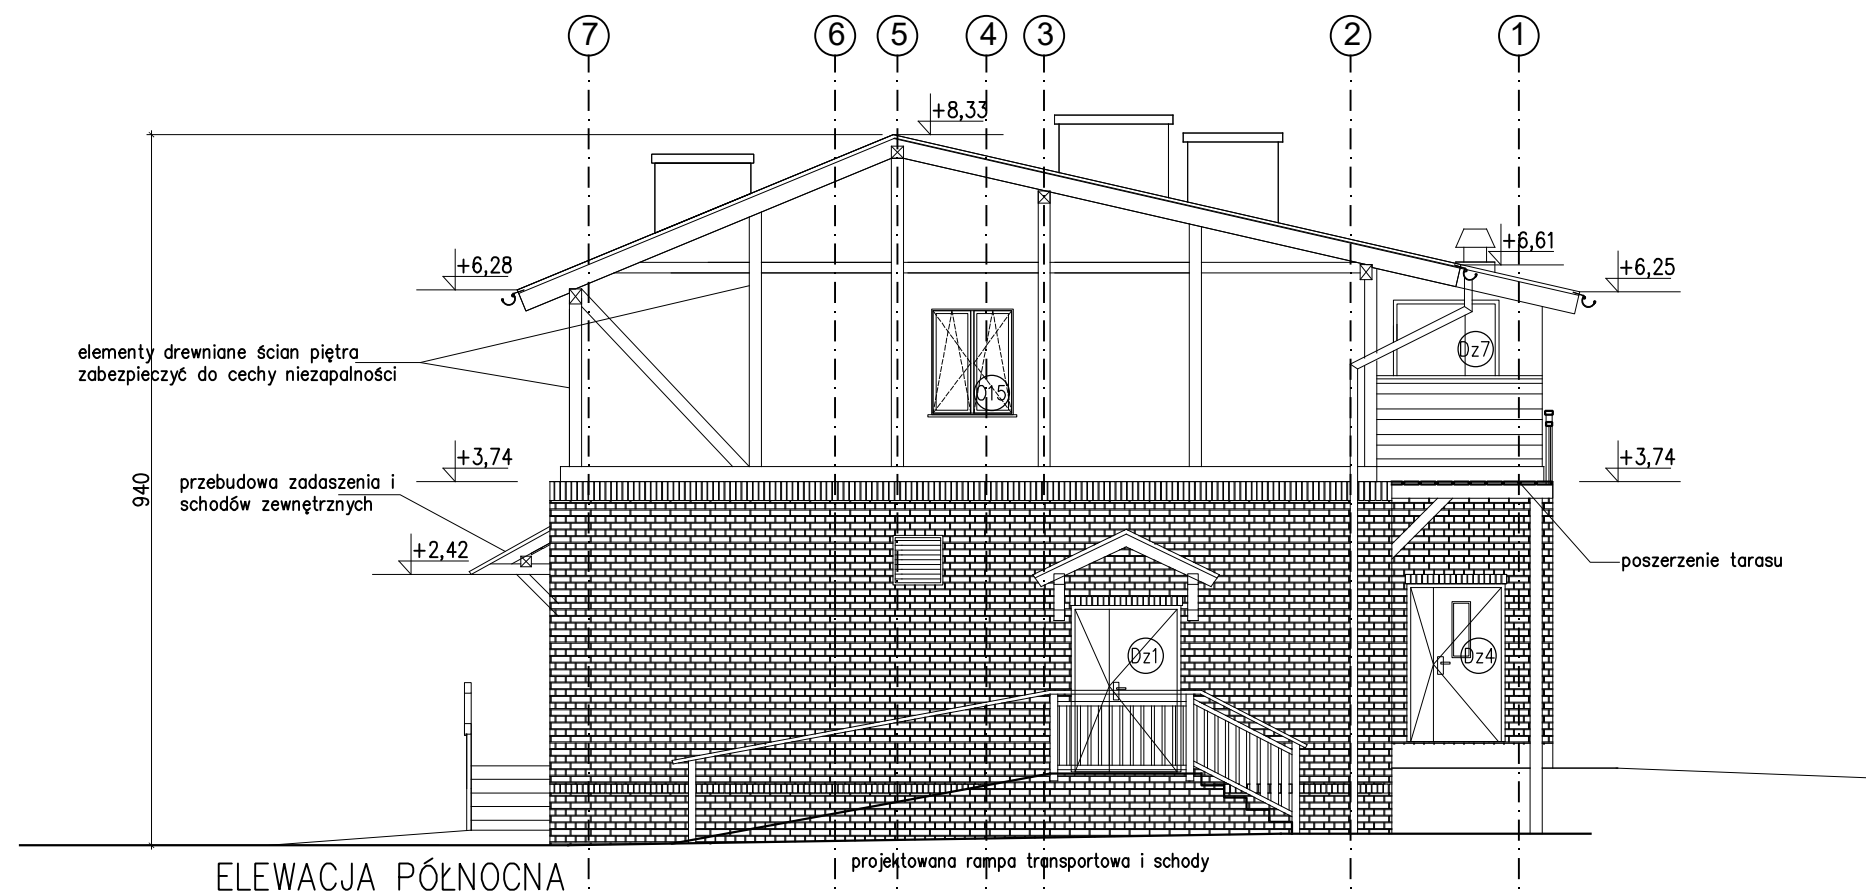 7 6 5 4 3 2 1
+8,33
+6,61
+6,28
+6,25
Dz7
elementy drewniane ścian piętra
zabezpieczyć do cechy niezapalności
O15
+3,74
+3,74
940
przebudowa zadaszenia i
schodów zewnętrznych
+2,42
poszerzenie tarasu
Dz1
Dz4
projektowana rampa transportowa i schody
ELEWACJA PÓŁNOCNA